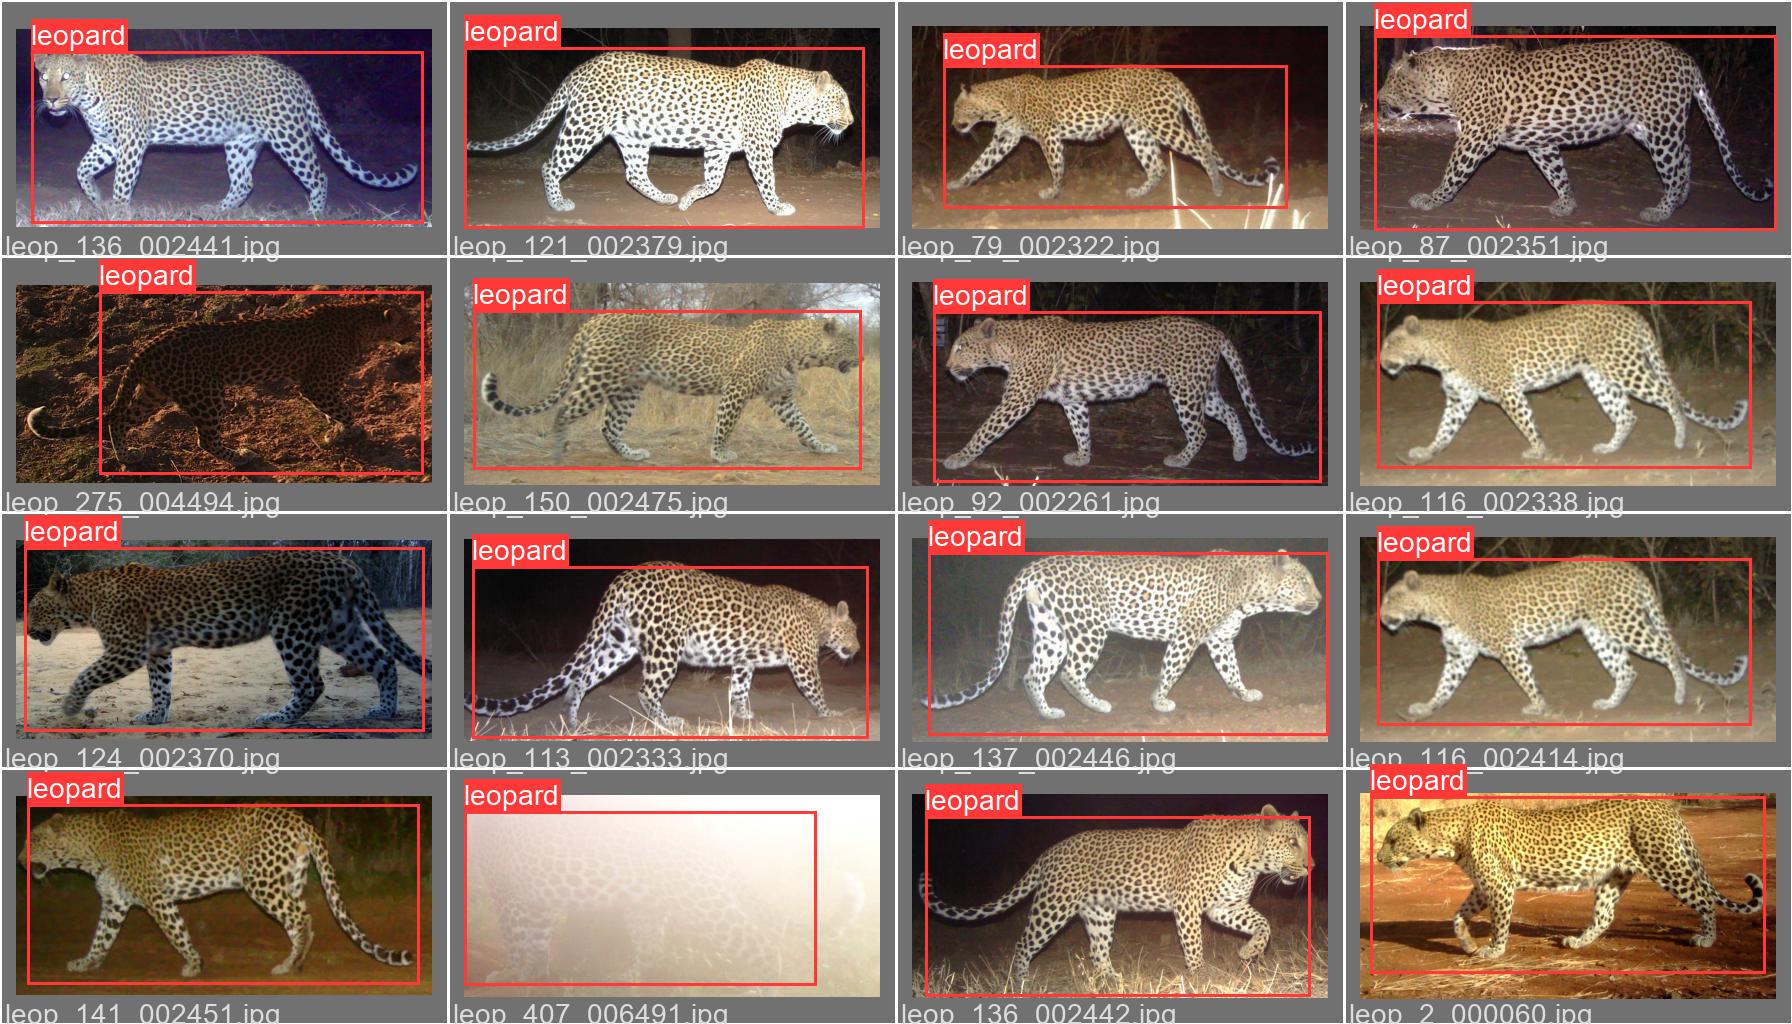 leopard leopard leopard leopard
leop_136_002441.jpg leop_121_002379.jpg leop_79_002322.jpg leop_87_002351.jpg
leopard leopard leopard leopard
leop_275_004494.jpg leop_150_002475.jpg leop_92_002261.jpg leop_116_002338.jpg
leopard leopard leopard leopard
leop_124_002370.jpg leop_113_002333.jpg leop_137_002446.jpg leop_116_002414.jpg
leopard leopard leopard leopard
leop_141_002451.jpg leop_407_006491.jpg leop_136_002442.jpg leop_2_000060.jpg